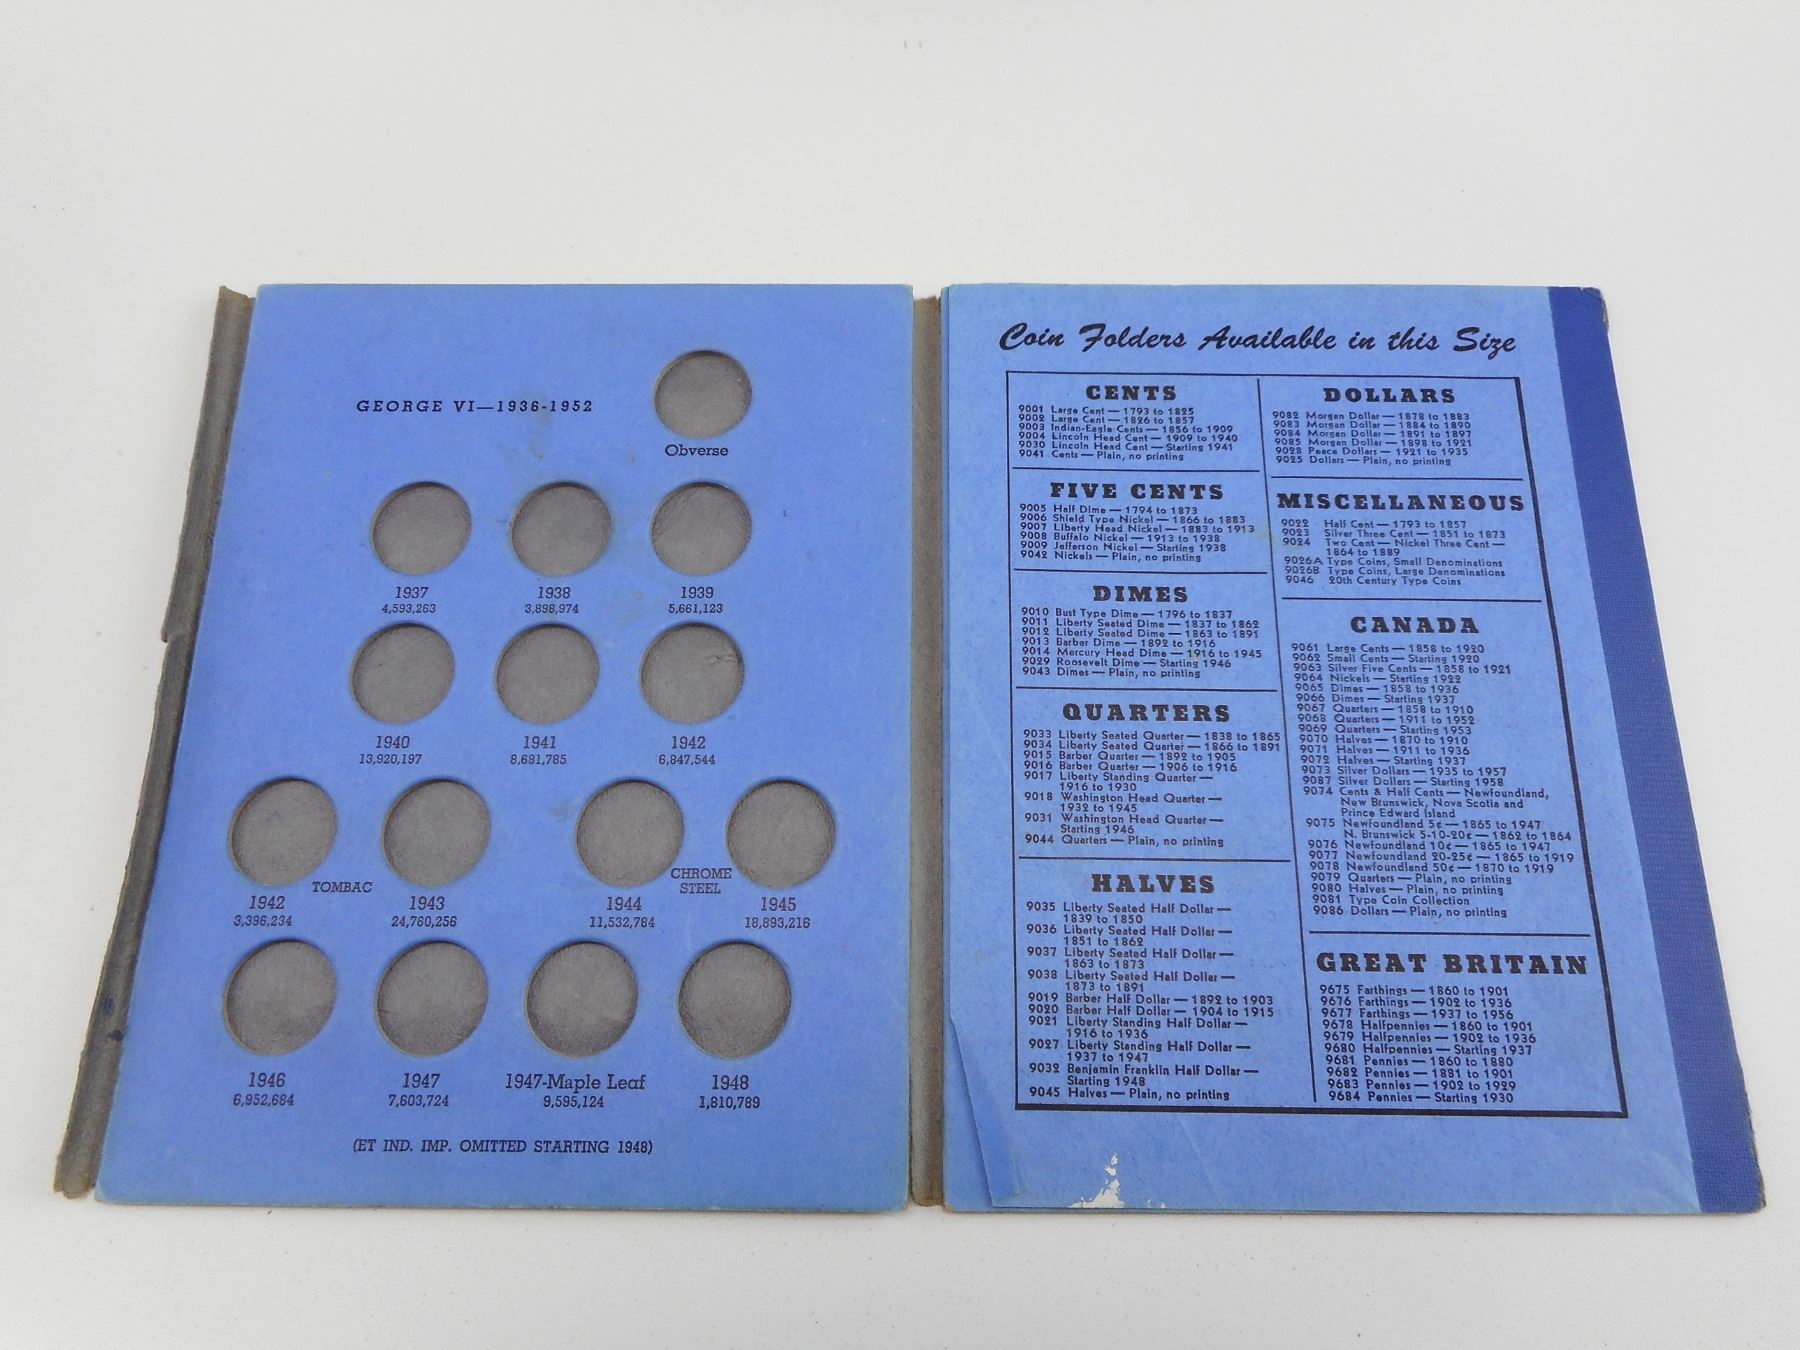 GEORGE VI—1936-1952
Obverse
1937 1938 1939
4,593,263 3,898,974 5,661,123
1940 1941 1942
13,920,197 8,681,785 6,847,544
TOMBAC
CHROME
STEEL
1942 1943 1944 1945
3,396,234 24,760,256 11,532,784 18,893,216
1946 1947 1947-Maple Leaf 1948
6,952,684 7,603,724 9,595,124 1,810,789
(ET IND. IMP. OMITTED STARTING 1948)
Coin Folders Available in this Size
CENTS
9001 Large Cent — 1793 to 1825
9002 Large Cent — 1826 to 1857
9003 Indian-Eagle Cents — 1856 to 1909
9004 Lincoln Head Cent — 1909 to 1940
9030 Lincoln Head Cent — Starting 1941
9041 Cents — Plain, no printing
FIVE CENTS
9005 Half Dime — 1794 to 1873
9006 Shield Type Nickel — 1866 to 1883
9007 Liberty Head Nickel — 1883 to 1913
9008 Buffalo Nickel — 1913 to 1938
9009 Jefferson Nickel — Starting 1938
9042 Nickels — Plain, no printing
DIMES
9010 Bust Type Dime — 1796 to 1837
9011 Liberty Seated Dime — 1837 to 1862
9012 Liberty Seated Dime — 1863 to 1891
9013 Barber Dime — 1892 to 1916
9014 Mercury Head Dime — 1916 to 1945
9029 Roosevelt Dime — Starting 1946
9043 Dimes — Plain, no printing
QUARTERS
9033 Liberty Seated Quarter — 1838 to 1865
9034 Liberty Seated Quarter — 1866 to 1891
9015 Barber Quarter — 1892 to 1905
9016 Barber Quarter — 1906 to 1916
9017 Liberty Standing Quarter —
1916 to 1930
9018 Washington Head Quarter —
1932 to 1945
9031 Washington Head Quarter —
Starting 1946
9044 Quarters — Plain, no printing
HALVES
9035 Liberty Seated Half Dollar —
1839 to 1850
9036 Liberty Seated Half Dollar —
1851 to 1862
9037 Liberty Seated Half Dollar —
1863 to 1873
9038 Liberty Seated Half Dollar —
1873 to 1891
9019 Barber Half Dollar — 1892 to 1903
9020 Barber Half Dollar — 1904 to 1915
9021 Liberty Standing Half Dollar —
1916 to 1936
9027 Liberty Standing Half Dollar —
1937 to 1947
9032 Benjamin Franklin Half Dollar —
Starting 1948
9045 Halves — Plain, no printing
DOLLARS
9082 Morgan Dollar — 1878 to 1883
9083 Morgan Dollar — 1884 to 1890
9084 Morgan Dollar — 1891 to 1897
9085 Morgan Dollar — 1898 to 1921
9028 Peace Dollars — 1921 to 1935
9025 Dollars — Plain, no printing
MISCELLANEOUS
9022 Half Cent — 1793 to 1857
9023 Silver Three Cent — 1851 to 1873
9024 Two Cent — Nickel Three Cent —
1864 to 1889
9026A Type Coins, Small Denominations
9026B Type Coins, Large Denominations
9046 20th Century Type Coins
CANADA
9061 Large Cents — 1858 to 1920
9062 Small Cents — Starting 1920
9063 Silver Five Cents — 1858 to 1921
9064 Nickels — Starting 1922
9065 Dimes — 1858 to 1936
9066 Dimes — Starting 1937
9067 Quarters — 1858 to 1910
9068 Quarters — 1911 to 1952
9069 Quarters — Starting 1953
9070 Halves — 1870 to 1910
9071 Halves — 1911 to 1936
9072 Halves — Starting 1937
9073 Silver Dollars — 1935 to 1957
9087 Silver Dollars — Starting 1958
9074 Cents & Half Cents — Newfoundland,
New Brunswick, Nova Scotia and
Prince Edward Island
9075 Newfoundland 5¢ — 1865 to 1947
N. Brunswick 5-10-20¢ — 1862 to 1864
9076 Newfoundland 10¢ — 1865 to 1947
9077 Newfoundland 20-25¢ — 1865 to 1919
9078 Newfoundland 50¢ — 1870 to 1919
9079 Quarters — Plain, no printing
9080 Halves — Plain, no printing
9081 Type Coin Collection
9086 Dollars — Plain, no printing
GREAT BRITAIN
9675 Farthings — 1860 to 1901
9676 Farthings — 1902 to 1936
9677 Farthings — 1937 to 1956
9678 Halfpennies — 1860 to 1901
9679 Halfpennies — 1902 to 1936
9680 Halfpennies — Starting 1937
9681 Pennies — 1860 to 1880
9682 Pennies — 1881 to 1901
9683 Pennies — 1902 to 1929
9684 Pennies — Starting 1930